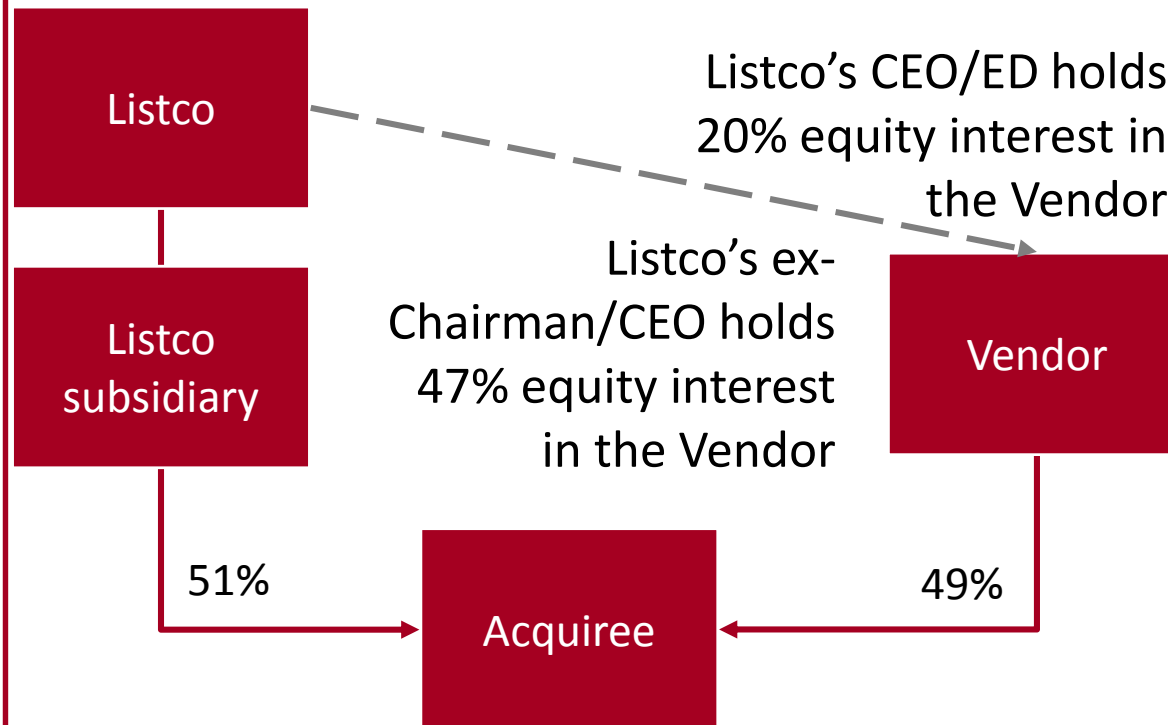 Listco
Listco’s CEO/ED holds
20% equity interest in
the Vendor
Listco
subsidiary
Listco’s ex-
Chairman/CEO holds
47% equity interest
in the Vendor
Vendor
51%
49%
Acquiree